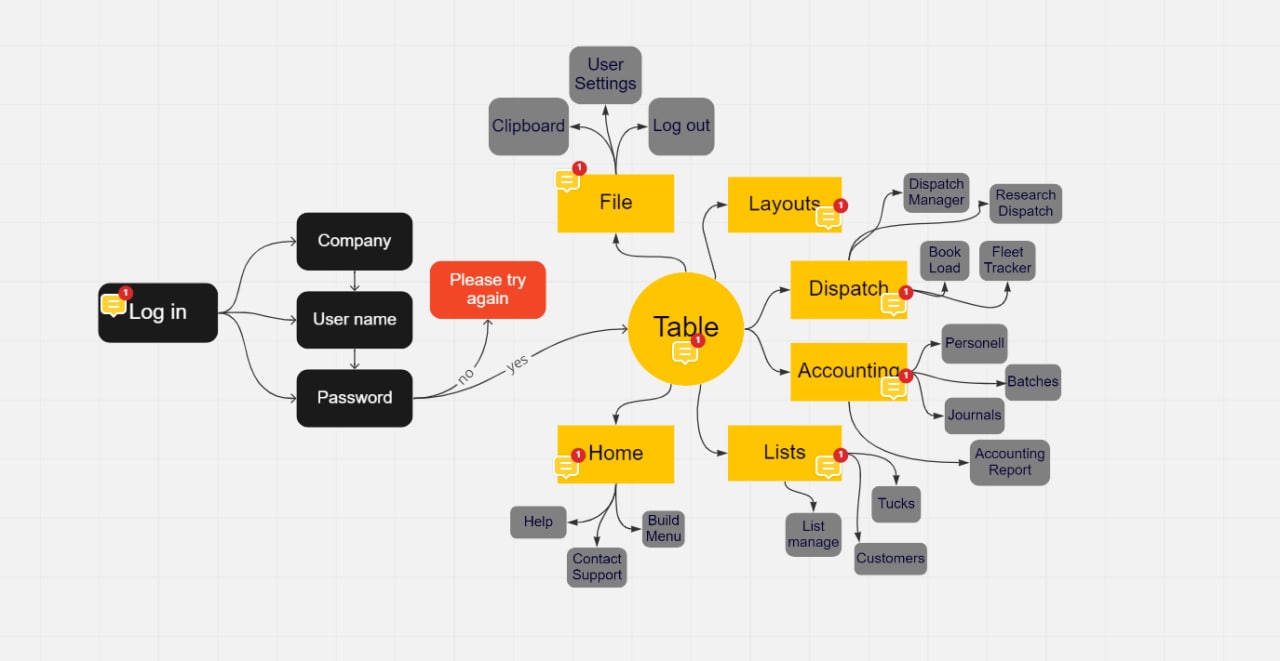 User
Settings
Clipboard
Log out
1
File
Layouts
1
Dispatch
Manager
Research
Dispatch
Company
Please try
again
Book
Load
Fleet
Tracker
1
Log in
User name
Dispatch
1
Table
1
no
yes
Personell
Password
Accounting
1
Batches
Journals
1
Home
Lists
1
Accounting
Report
Help
Build
Menu
Contact
Support
List
manage
Tucks
Customers